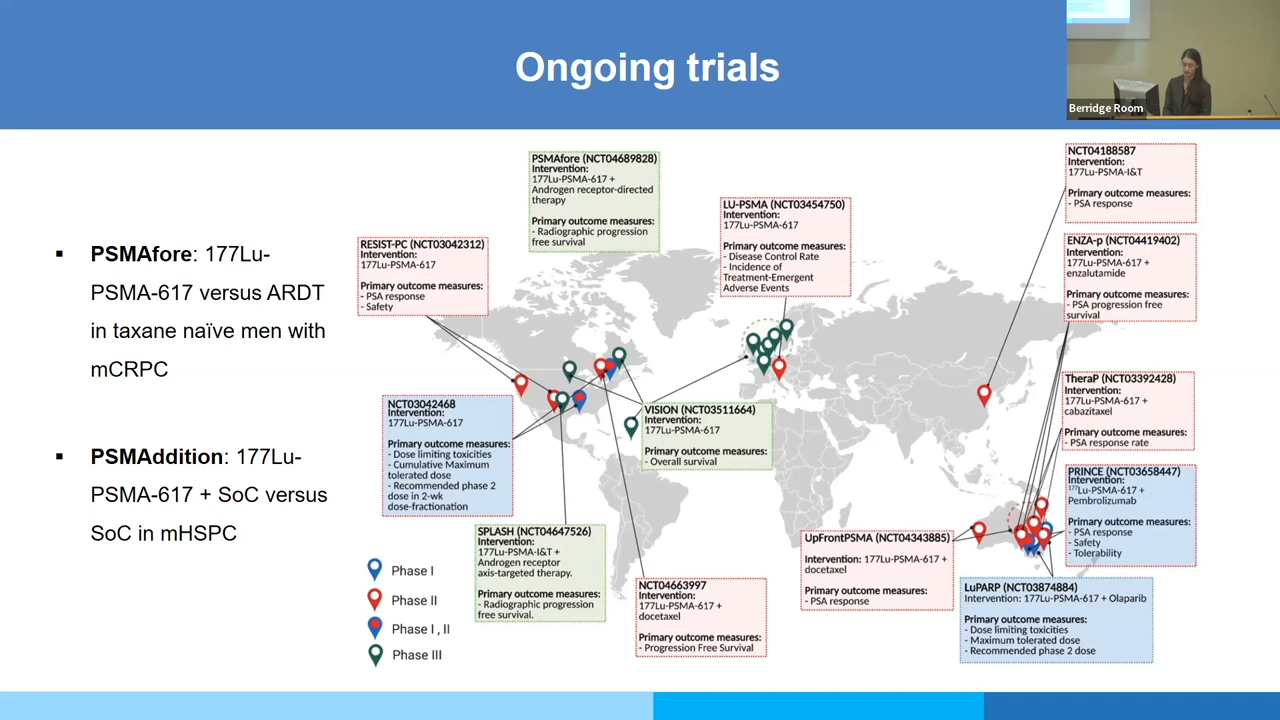 Ongoing trials
Berridge Room
▪ PSMAfore: 177Lu-
PSMA-617 versus ARDT
in taxane naïve men with
mCRPC
▪ PSMAddition: 177Lu-
PSMA-617 + SoC versus
SoC in mHSPC
PSMAfore (NCT04689828)
Intervention:
177Lu-PSMA-617 +
Androgen receptor-directed
therapy
Primary outcome measures:
- Radiographic progression
free survival
RESIST-PC (NCT03042312)
Intervention:
177Lu-PSMA-617
Primary outcome measures:
- PSA response
- Safety
LU-PSMA (NCT03454750)
Intervention:
177Lu-PSMA-617
Primary outcome measures:
- Disease Control Rate
- Incidence of
Treatment-Emergent
Adverse Events
NCT04188587
Intervention:
177Lu-PSMA-I&T
Primary outcome measures:
- PSA response
ENZA-p (NCT04419402)
Intervention:
177Lu-PSMA-617 +
enzalutamide
Primary outcome measures:
- PSA progression free
survival
NCT03042468
Intervention:
177Lu-PSMA-617
Primary outcome measures:
- Dose limiting toxicities
- Cumulative Maximum
tolerated dose
- Recommended phase 2
dose in 2-wk
dose-fractionation
VISION (NCT03511664)
Intervention:
177Lu-PSMA-617
Primary outcome measures:
- Overall survival
TheraP (NCT03392428)
Intervention:
177Lu-PSMA-617 +
cabazitaxel
Primary outcome measures:
- PSA response rate
PRINCE (NCT03658447)
Intervention:
¹⁷⁷Lu-PSMA-617 +
Pembrolizumab
Primary outcome measures:
- PSA response
- Safety
- Tolerability
SPLASH (NCT04647526)
Intervention:
177Lu-PSMA-I&T +
Androgen receptor
axis-targeted therapy.
Primary outcome measures:
- Radiographic progression
free survival.
NCT04663997
Intervention:
177Lu-PSMA-617 +
docetaxel
Primary outcome measures:
- Progression Free Survival
UpFrontPSMA (NCT04343885)
Intervention: 177Lu-PSMA-617 +
docetaxel
Primary outcome measures:
- PSA response
LuPARP (NCT03874884)
Intervention: 177Lu-PSMA-617 + Olaparib
Primary outcome measures:
- Dose limiting toxicities
- Maximum tolerated dose
- Recommended phase 2 dose
Phase I
Phase II
Phase I , II
Phase III